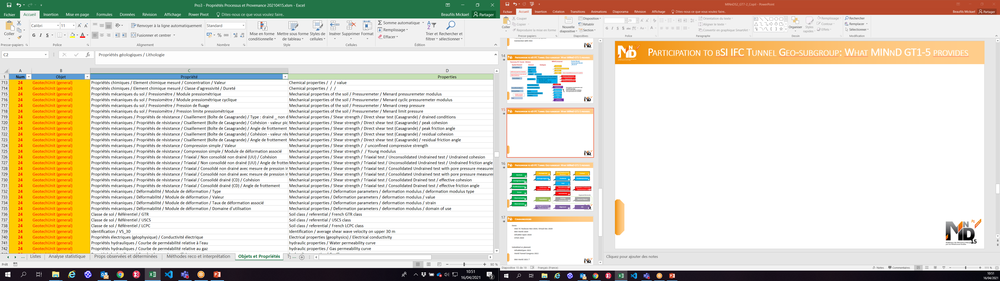 Pro3 - Propriétés Processus et Provenance 20210415.xlsm - Excel
Fichier Accueil Insertion Mise en page Formules Données Révision Affichage Power Pivot Dites-nous ce que vous voulez faire.. Beaufils Mickael Partager
Coller Calibri 11 Renvoyer à la ligne automatiquement Standard Somme automatique
G I S Fusionner et centrer Mise en forme conditionnelle Mettre sous forme de tableau Styles de cellules Insérer Supprimer Format Remplissage Effacer Trier et filtrer Rechercher et sélectionner
Presse-papiers Police Alignement Nombre Style Cellules Édition
C2 Propriétés géologiques / Lithologie
A B C D
1 Num Objet Propriété Properties
713 24 GeotechUnit (general) Propriétés chimiques / Element chimique mesuré / Concentration / Valeur Chemical properties / / / value
714 24 GeotechUnit (general) Propriétés chimiques / Element chimique mesuré / Classe d'agressivité / Dureté Chemical properties / / /
715 24 GeotechUnit (general) Propriétés mécaniques du sol / Pressiomètre / Module pressiométrique Mechanical properties of the soil / Pressuremeter / Menard pressuremeter modulus
716 24 GeotechUnit (general) Propriétés mécaniques du sol / Pressiomètre / Module pressiométrique cyclique Mechanical properties of the soil / Pressuremeter / Menard cyclic pressuremeter modulus
717 24 GeotechUnit (general) Propriétés mécaniques du sol / Pressiomètre / Pression de fluage Mechanical properties of the soil / Pressuremeter / Menard creep pressure
718 24 GeotechUnit (general) Propriétés mécaniques du sol / Pressiomètre / Pression limite pressiométrique Mechanical properties of the soil / Pressuremeter / Menard limit pressure
719 24 GeotechUnit (general) Propriétés mécaniques / Propriétés de résistance / Cisaillement (Boîte de Casagrande) / Type : drainé _ non d Mechanical properties / Shear strength / Direct shear test (Casagrande) / drained conditions
720 24 GeotechUnit (general) Propriétés mécaniques / Propriétés de résistance / Cisaillement (Boîte de Casagrande) / Cohésion - valeur pic Mechanical properties / Shear strength / Direct shear test (Casagrande) / peak cohesion
721 24 GeotechUnit (general) Propriétés mécaniques / Propriétés de résistance / Cisaillement (Boîte de Casagrande) / Angle de frottement Mechanical properties / Shear strength / Direct shear test (Casagrande) / peak friction angle
722 24 GeotechUnit (general) Propriétés mécaniques / Propriétés de résistance / Cisaillement (Boîte de Casagrande) / Cohésion - valeur rés Mechanical properties / Shear strength / Direct shear test (Casagrande) / residual cohesion
723 24 GeotechUnit (general) Propriétés mécaniques / Propriétés de résistance / Cisaillement (Boîte de Casagrande) / Angle de frottement Mechanical properties / Shear strength / Direct shear test (Casagrande) / residual friction angle
724 24 GeotechUnit (general) Propriétés mécaniques / Propriétés de résistance / Compression simple / Valeur Mechanical properties / Shear strength / / unconfined compressive strength
725 24 GeotechUnit (general) Propriétés mécaniques / Propriétés de résistance / Compression simple / Module de déformation associé Mechanical properties / Shear strength / / Young modulus
726 24 GeotechUnit (general) Propriétés mécaniques / Propriétés de résistance / Triaxial / Non consolidé non drainé (UU) / Cohésion Mechanical properties / Shear strength / Triaxial test / Unconsolidated Undrained test / Undrained cohesion
727 24 GeotechUnit (general) Propriétés mécaniques / Propriétés de résistance / Triaxial / Non consolidé non drainé (UU) / Angle de frotter Mechanical properties / Shear strength / Triaxial test / Unconsolidated Undrained test / Undrained friction angle
728 24 GeotechUnit (general) Propriétés mécaniques / Propriétés de résistance / Triaxial / Consolidé non drainé avec mesure de pression in Mechanical properties / Shear strength / Triaxial test / Consolidated Undrained test with pore pressure measurer
729 24 GeotechUnit (general) Propriétés mécaniques / Propriétés de résistance / Triaxial / Consolidé non drainé avec mesure de pression in Mechanical properties / Shear strength / Triaxial test / Consolidated Undrained test with pore pressure measurer
730 24 GeotechUnit (general) Propriétés mécaniques / Propriétés de résistance / Triaxial / Consolidé drainé (CD) / Cohésion Mechanical properties / Shear strength / Triaxial test / Consolidated Drained test / effective cohesion
731 24 GeotechUnit (general) Propriétés mécaniques / Propriétés de résistance / Triaxial / Consolidé drainé (CD) / Angle de frottement Mechanical properties / Shear strength / Triaxial test / Consolidated Drained test / effective friction angle
732 24 GeotechUnit (general) Propriétés mécaniques / Déformabilité / Module de déformation / Type Mechanical properties / Deformation parameters / deformation modulus / deformation modulus type
733 24 GeotechUnit (general) Propriétés mécaniques / Déformabilité / Module de déformation / Valeur Mechanical properties / Deformation parameters / deformation modulus / value
734 24 GeotechUnit (general) Propriétés mécaniques / Déformabilité / Module de déformation / Taux de déformation associé Mechanical properties / Deformation parameters / deformation modulus / strain
735 24 GeotechUnit (general) Propriétés mécaniques / Déformabilité / Module de déformation / Domaine d'utilisation Mechanical properties / Deformation parameters / deformation modulus / domain of use
736 24 GeotechUnit (general) Classe de sol / Référentiel / GTR Soil class / referential / French GTR class
737 24 GeotechUnit (general) Classe de sol / Référentiel / USCS Soil class / referential / USCS class
738 24 GeotechUnit (general) Classe de sol / Référentiel / LCPC Soil class / referential / French LCPC class
739 24 GeotechUnit (general) Identification / VS_30 Identification / average shear wave velocity on upper 30 m
740 24 GeotechUnit (general) Propriétés électriques (géophysique) / Conductivité électrique Electrical properties (geophysics) / Electrical conductivity
741 24 GeotechUnit (general) Propriétés hydrauliques / Courbe de perméabilité relative à l'eau hydraulic properties / Water permeability curve
742 24 GeotechUnit (general) Propriétés hydrauliques / Courbe de perméabilité relative au gaz hydraulic properties / Gas permeability curve
... Listes Analyse statistique Props observées et déterminées Méthodes reco et interprétation Objets et Propriétés Ty ...
Prêt 90 %
10:51
16/04/2021
MINnDS2_GT7-2_Copil - PowerPoint
Fichier Accueil Insertion Création Transitions Animations Diaporama Révision Affichage Dites-nous ce que vous voulez faire.. Beaufils Mickael Partager
Coller Couper Copier Reproduire la mise en forme Nouvelle diapositive Disposition Rétablir Section 29 Orientation du texte Aligner le texte Convertir en graphique SmartArt Organiser Styles rapides Remplissage Contour Effets Rechercher Remplacer Sélectionner
Presse-papiers Diapositives Police Paragraphe Dessin Modification
Connection with OGC
14
15
16
17 Communications
Done:
OGC TC Toulouse Nov 2019, Virtual Dec 2020
BIM World 2020
InfraBIM Open 2020
CFMS 2020
Submitted or planned:
InfraBIMOpen 2021
World Tunnel Congress 2022
BIM World 2021 ?
Participation to bSI IFC Tunnel Geo-subgroup: What MINnD GT1-5 provides
15
Cliquez pour ajouter des notes
Diapositive 15 de 19 Français (France) Notes Commentaires 111 %
10:51
16/04/2021